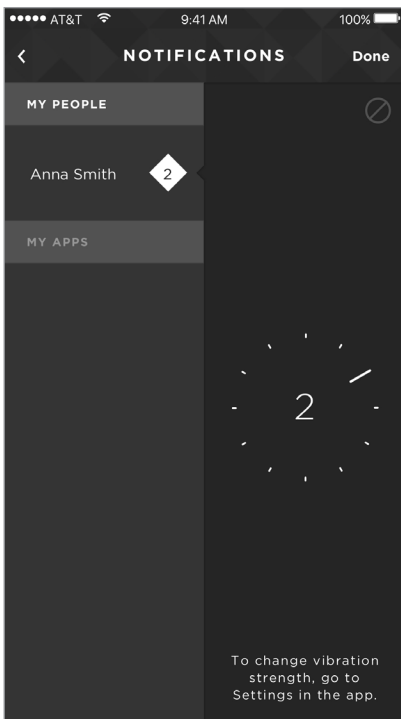 AT&T 9:41 AM 100%
NOTIFICATIONS Done
MY PEOPLE
Anna Smith 2
MY APPS
2
To change vibration
strength, go to
Settings in the app.